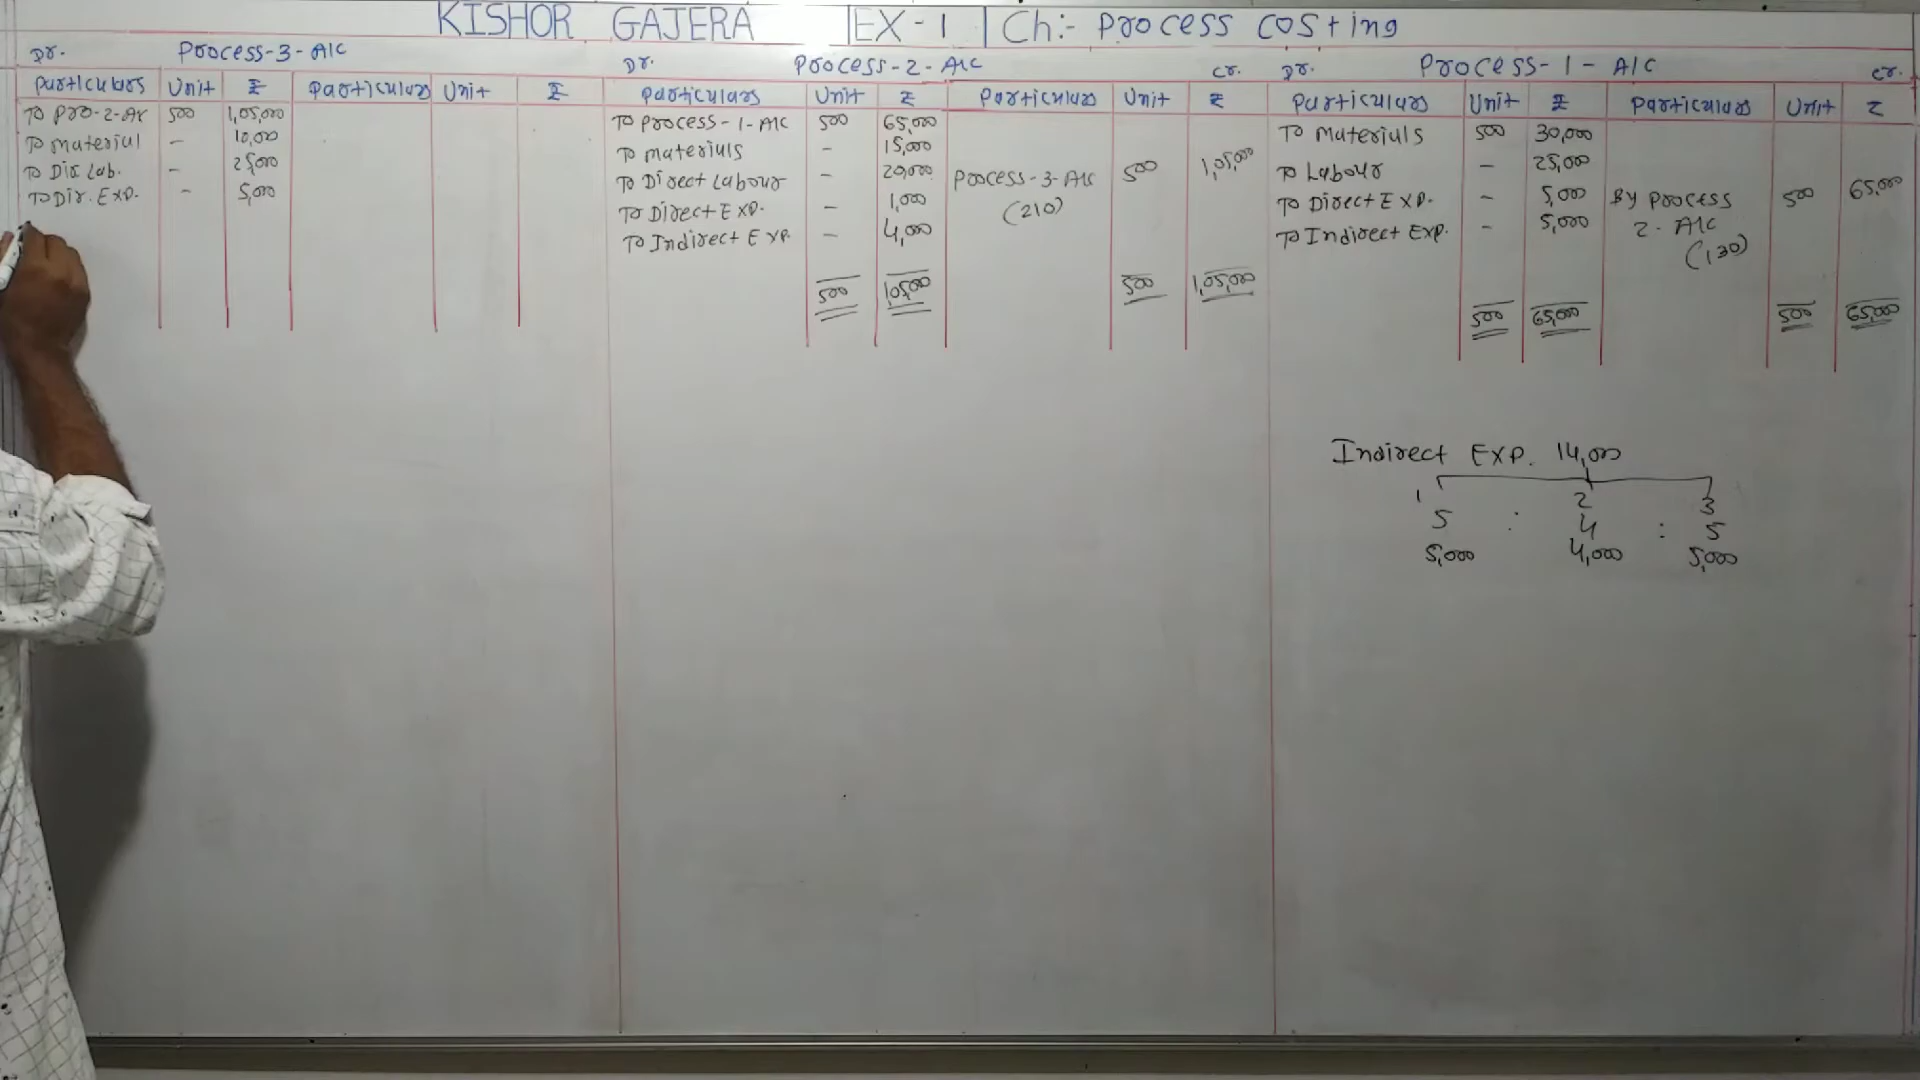 KISHOR GAJERA | EX-1 | Ch:- Process costing
Dr. Process-3-A/C
Particulars Unit ₹ Particulars Unit ₹
To Pro-2-A/c 500 1,05,000
To Material - 10,000
To Dir. Lab. - 25,000
To Dir. Exp. - 5,000
Dr. Process-2-A/C Cr.
Particulars Unit ₹ Particulars Unit ₹
To Process-1-A/C 500 65,000
To Materials - 15,000
To Direct Labour - 20,000 Process-3-A/C 500 1,05,000
To Direct Exp. - 1,000 (210)
To Indirect Exp. - 4,000
500 1,05,000 500 1,05,000
Dr. Process-1-A/C Cr.
Particulars Unit ₹ Particulars Unit ₹
To Materials 500 30,000
To Labour - 25,000
To Direct Exp. - 5,000 By Process 500 65,000
To Indirect Exp. - 5,000 2-A/C
(130)
500 65,000 500 65,000
Indirect Exp. 14,000
1 2 3
5 : 4 : 5
5,000 4,000 5,000